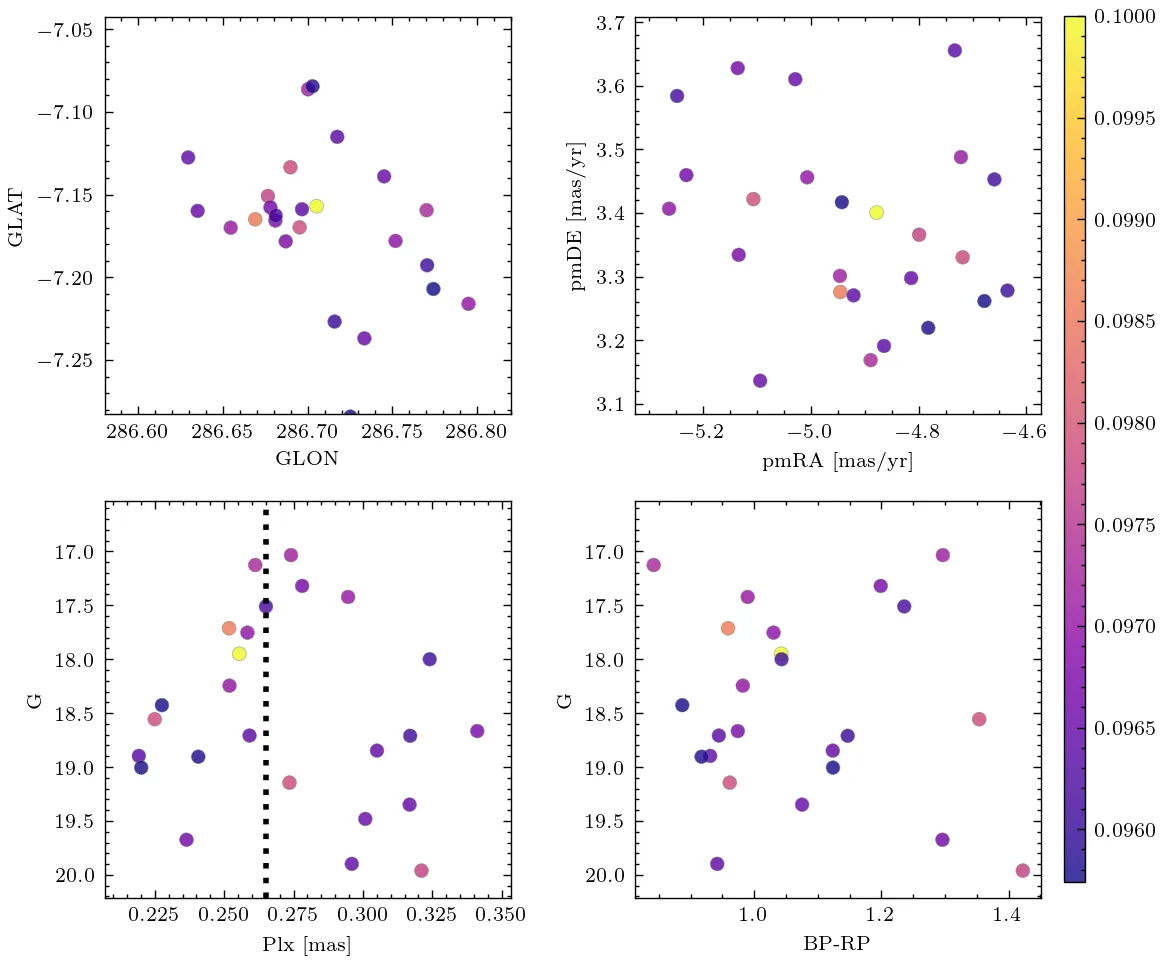 −7.05
−7.10
−7.15
−7.20
−7.25
GLAT
286.60 286.65 286.70 286.75 286.80
GLON
3.7
3.6
3.5
3.4
3.3
3.2
3.1
pmDE [mas/yr]
−5.2 −5.0 −4.8 −4.6
pmRA [mas/yr]
17.0
17.5
18.0
18.5
19.0
19.5
20.0
G
0.225 0.250 0.275 0.300 0.325 0.350
Plx [mas]
17.0
17.5
18.0
18.5
19.0
19.5
20.0
G
1.0 1.2 1.4
BP-RP
0.1000
0.0995
0.0990
0.0985
0.0980
0.0975
0.0970
0.0965
0.0960